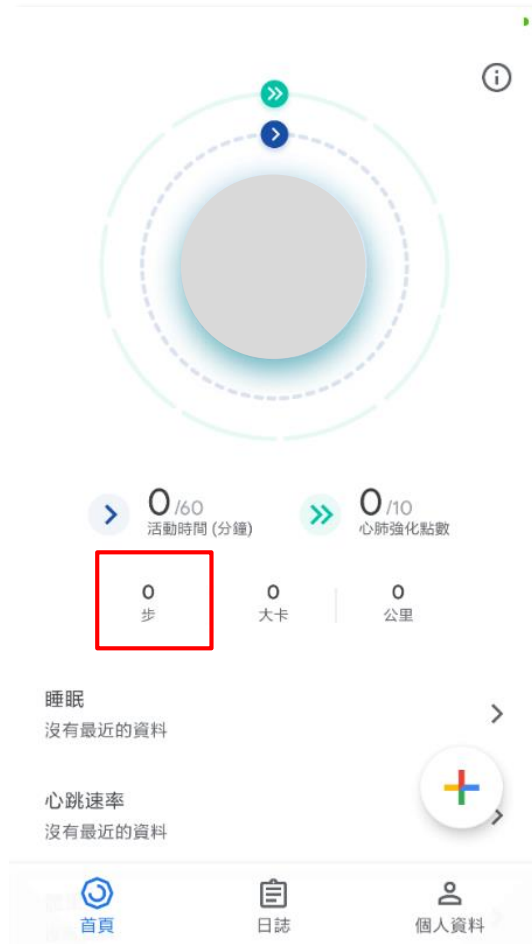 0/60
活動時間 (分鐘)
0/10
心肺強化點數
0
步
0
大卡
0
公里
睡眠
沒有最近的資料
心跳速率
沒有最近的資料
首頁
日誌
個人資料